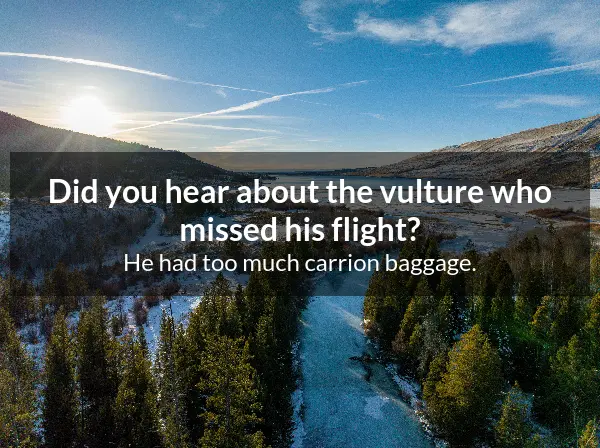 Did you hear about the vulture who
missed his flight?
He had too much carrion baggage.